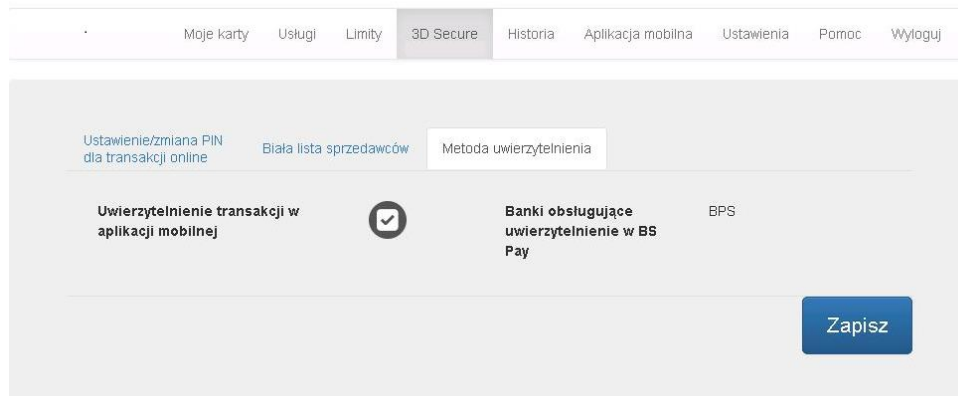 Moje karty Usługi Limity 3D Secure Historia Aplikacja mobilna Ustawienia Pomoc Wyloguj
Ustawienie/zmiana PIN
dla transakcji online
Biała lista sprzedawców
Metoda uwierzytelnienia
Uwierzytelnienie transakcji w
aplikacji mobilnej
Banki obsługujące
uwierzytelnienie w BS
Pay
BPS
Zapisz